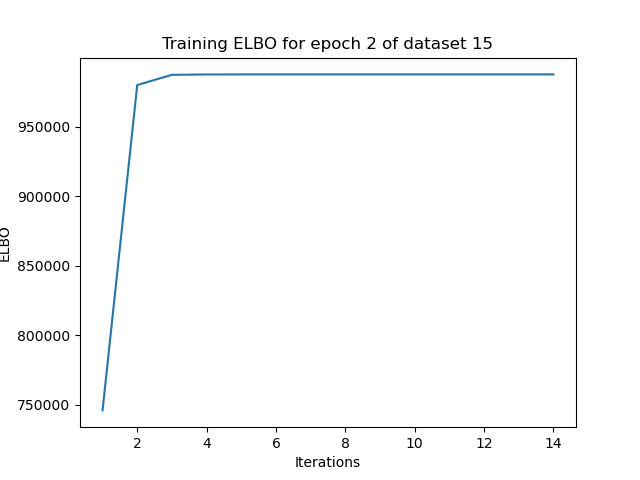 Training ELBO for epoch 2 of dataset 15
950000
900000
850000
800000
750000
ELBO
2 4 6 8 10 12 14
Iterations